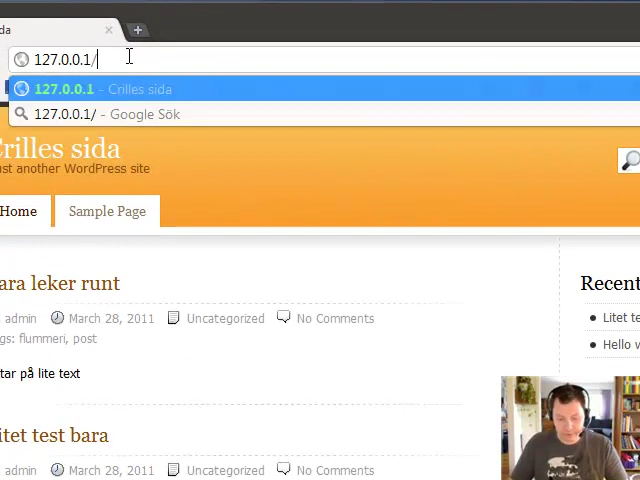 da
127.0.0.1/
127.0.0.1 - Crilles sida
127.0.0.1/ - Google Sök
rilles sida
ust another WordPress site
Home
Sample Page
ara leker runt
admin March 28, 2011 Uncategorized No Comments
gs: flummeri, post
tar på lite text
itet test bara
admin March 28, 2011 Uncategorized No Comments
Recent
Litet te
Hello w